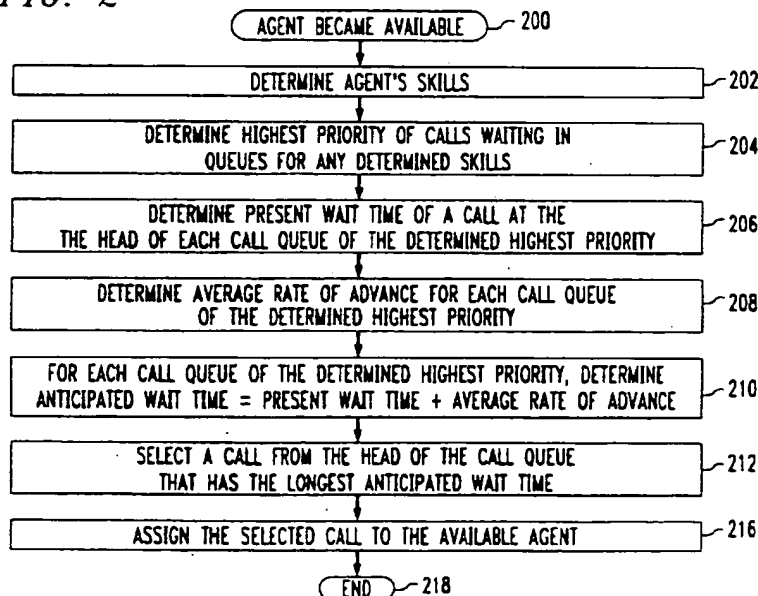 FIG. 2
AGENT BECAME AVAILABLE
200
DETERMINE AGENT'S SKILLS
202
DETERMINE HIGHEST PRIORITY OF CALLS WAITING IN
QUEUES FOR ANY DETERMINED SKILLS
204
DETERMINE PRESENT WAIT TIME OF A CALL AT THE
THE HEAD OF EACH CALL QUEUE OF THE DETERMINED HIGHEST PRIORITY
206
DETERMINE AVERAGE RATE OF ADVANCE FOR EACH CALL QUEUE
OF THE DETERMINED HIGHEST PRIORITY
208
FOR EACH CALL QUEUE OF THE DETERMINED HIGHEST PRIORITY, DETERMINE
ANTICIPATED WAIT TIME = PRESENT WAIT TIME + AVERAGE RATE OF ADVANCE
210
SELECT A CALL FROM THE HEAD OF THE CALL QUEUE
THAT HAS THE LONGEST ANTICIPATED WAIT TIME
212
ASSIGN THE SELECTED CALL TO THE AVAILABLE AGENT
216
END
218